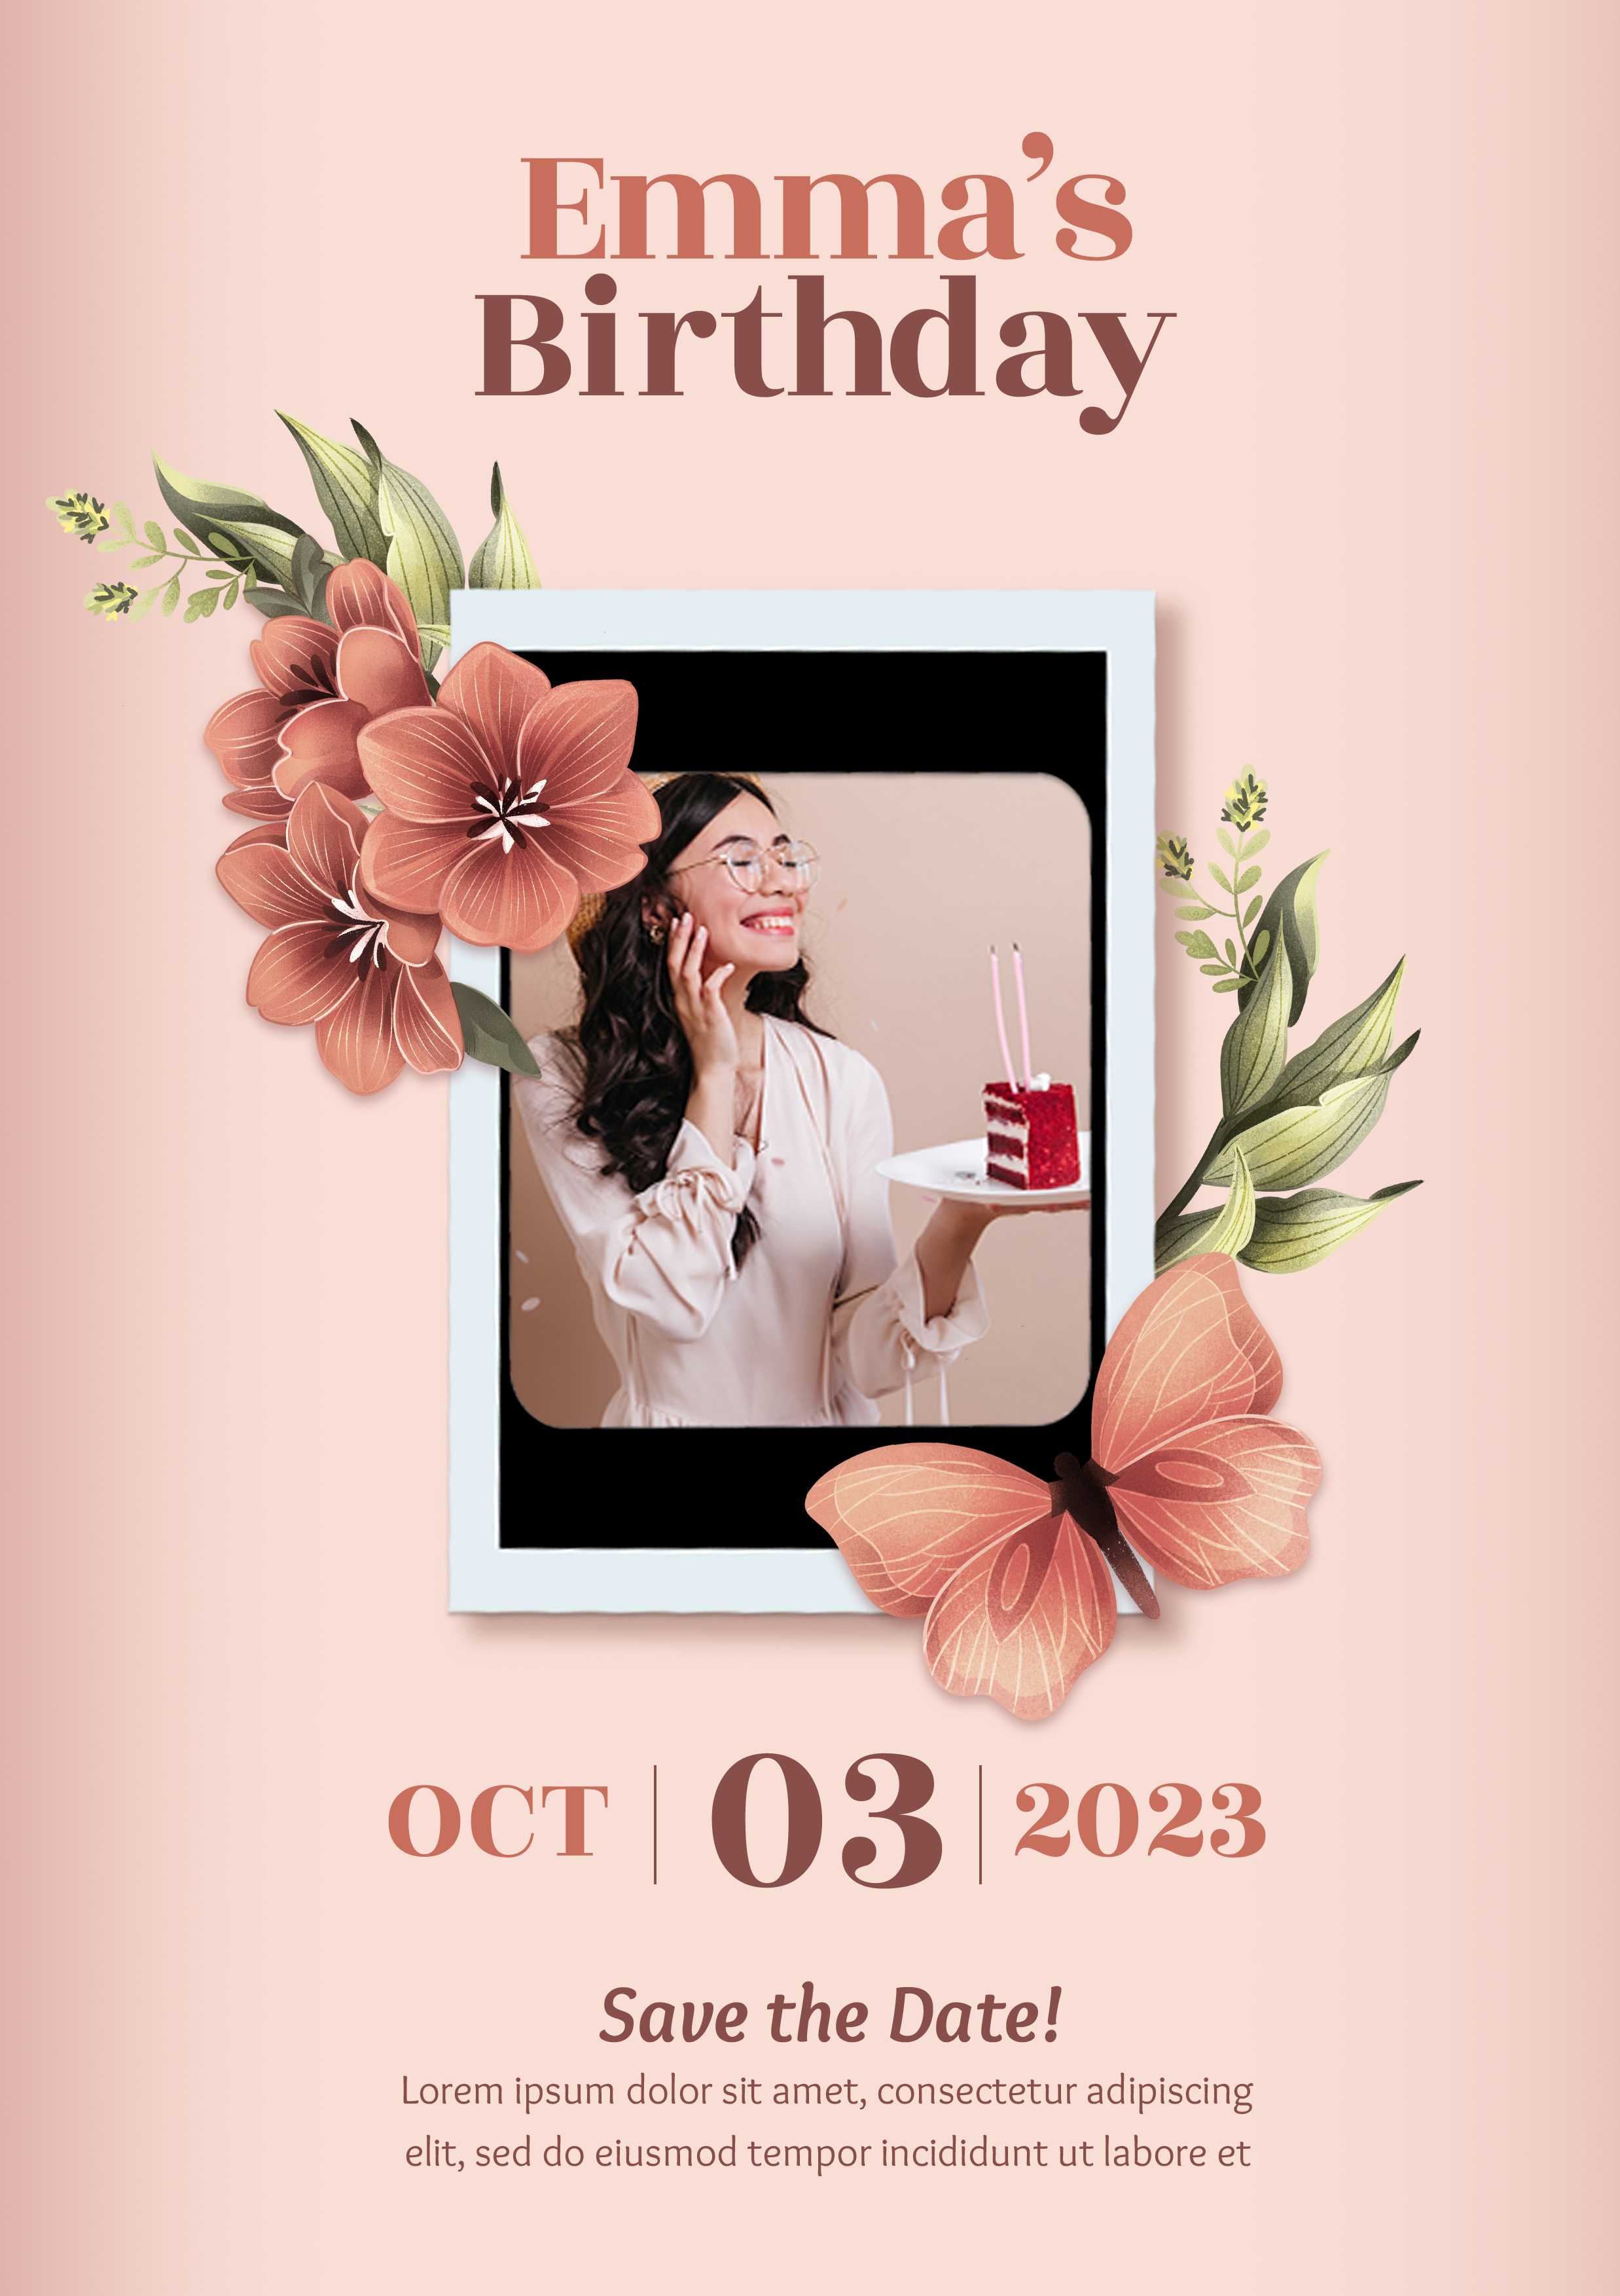 Emma’s
Birthday
OCT 03 2023
Save the Date!
Lorem ipsum dolor sit amet, consectetur adipiscing
elit, sed do eiusmod tempor incididunt ut labore et